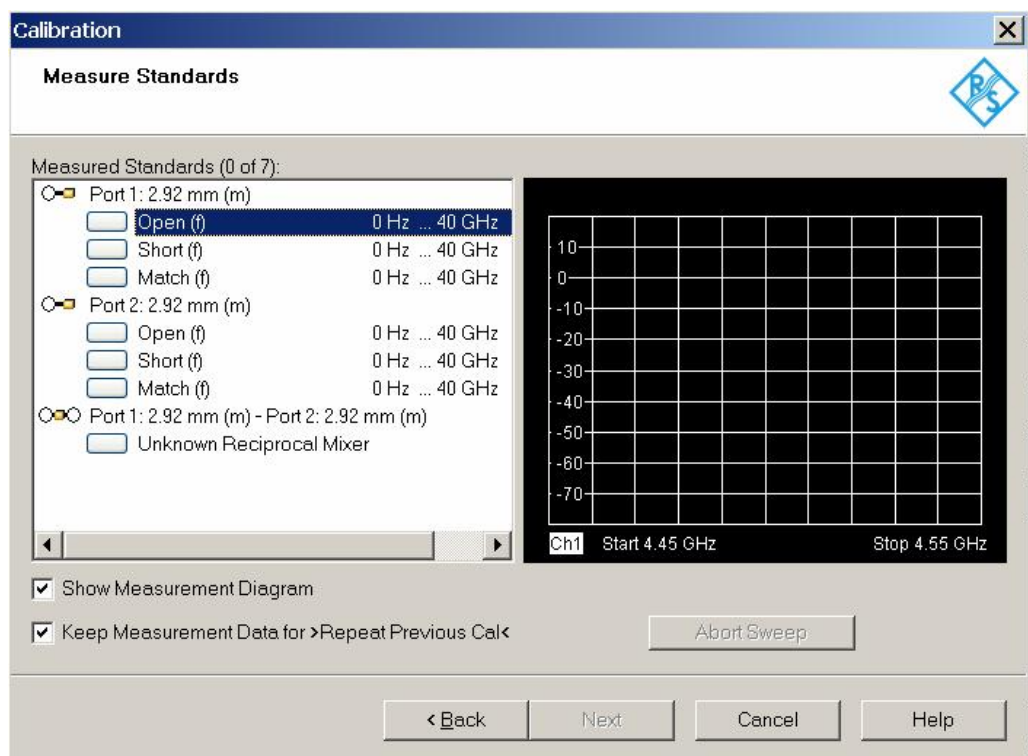 Calibration
Measure Standards
R S
Measured Standards (0 of 7):
Port 1: 2.92 mm (m)
Open (f) 0 Hz ... 40 GHz
Short (f) 0 Hz ... 40 GHz
Match (f) 0 Hz ... 40 GHz
Port 2: 2.92 mm (m)
Open (f) 0 Hz ... 40 GHz
Short (f) 0 Hz ... 40 GHz
Match (f) 0 Hz ... 40 GHz
Port 1: 2.92 mm (m) - Port 2: 2.92 mm (m)
Unknown Reciprocal Mixer
10
0
-10
-20
-30
-40
-50
-60
-70
Ch1 Start 4.45 GHz Stop 4.55 GHz
Show Measurement Diagram
Keep Measurement Data for >Repeat Previous Cal<
Abort Sweep
< Back Next Cancel Help